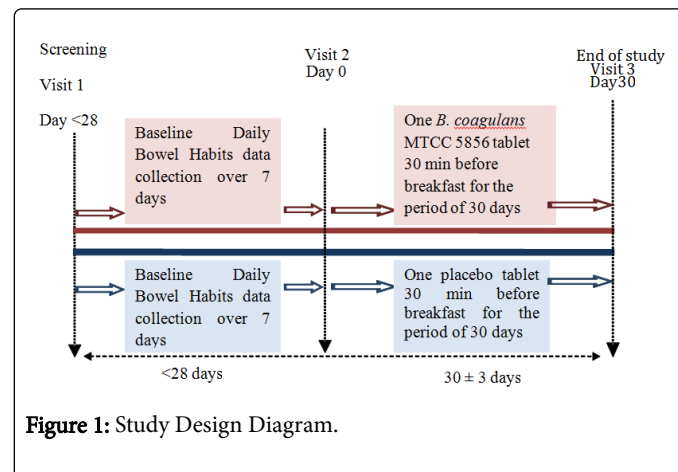 Screening
Visit 1
Day <28
Visit 2
Day 0
End of study
Visit 3
Day30
Baseline Daily
Bowel Habits data
collection over 7
days
One B. coagulans
MTCC 5856 tablet
30 min before
breakfast for the
period of 30 days
Baseline Daily
Bowel Habits data
collection over 7
days
One placebo tablet
30 min before
breakfast for the
period of 30 days
<28 days
30 ± 3 days
Figure 1: Study Design Diagram.